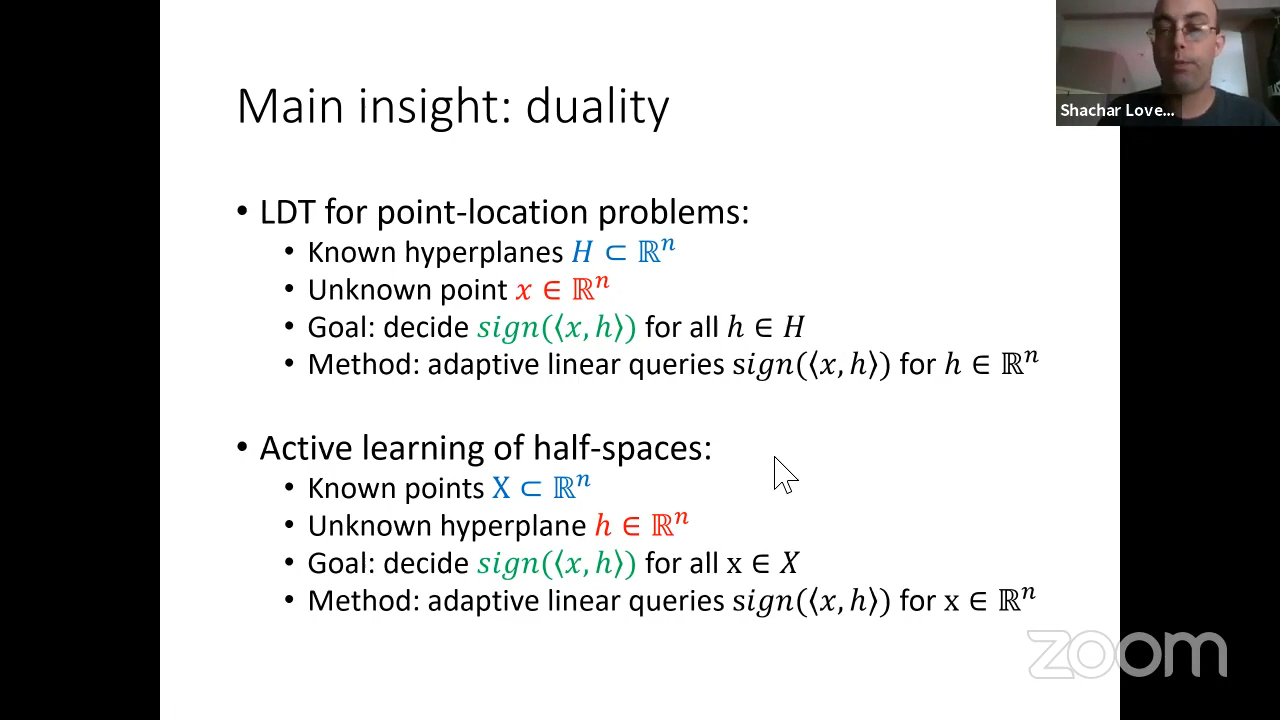 Main insight: duality
Shachar Love...
• LDT for point-location problems:
• Known hyperplanes H ⊂ ℝⁿ
• Unknown point x ∈ ℝⁿ
• Goal: decide sign(⟨x, h⟩) for all h ∈ H
• Method: adaptive linear queries sign(⟨x, h⟩) for h ∈ ℝⁿ
• Active learning of half-spaces:
• Known points X ⊂ ℝⁿ
• Unknown hyperplane h ∈ ℝⁿ
• Goal: decide sign(⟨x, h⟩) for all x ∈ X
• Method: adaptive linear queries sign(⟨x, h⟩) for x ∈ ℝⁿ
zoom